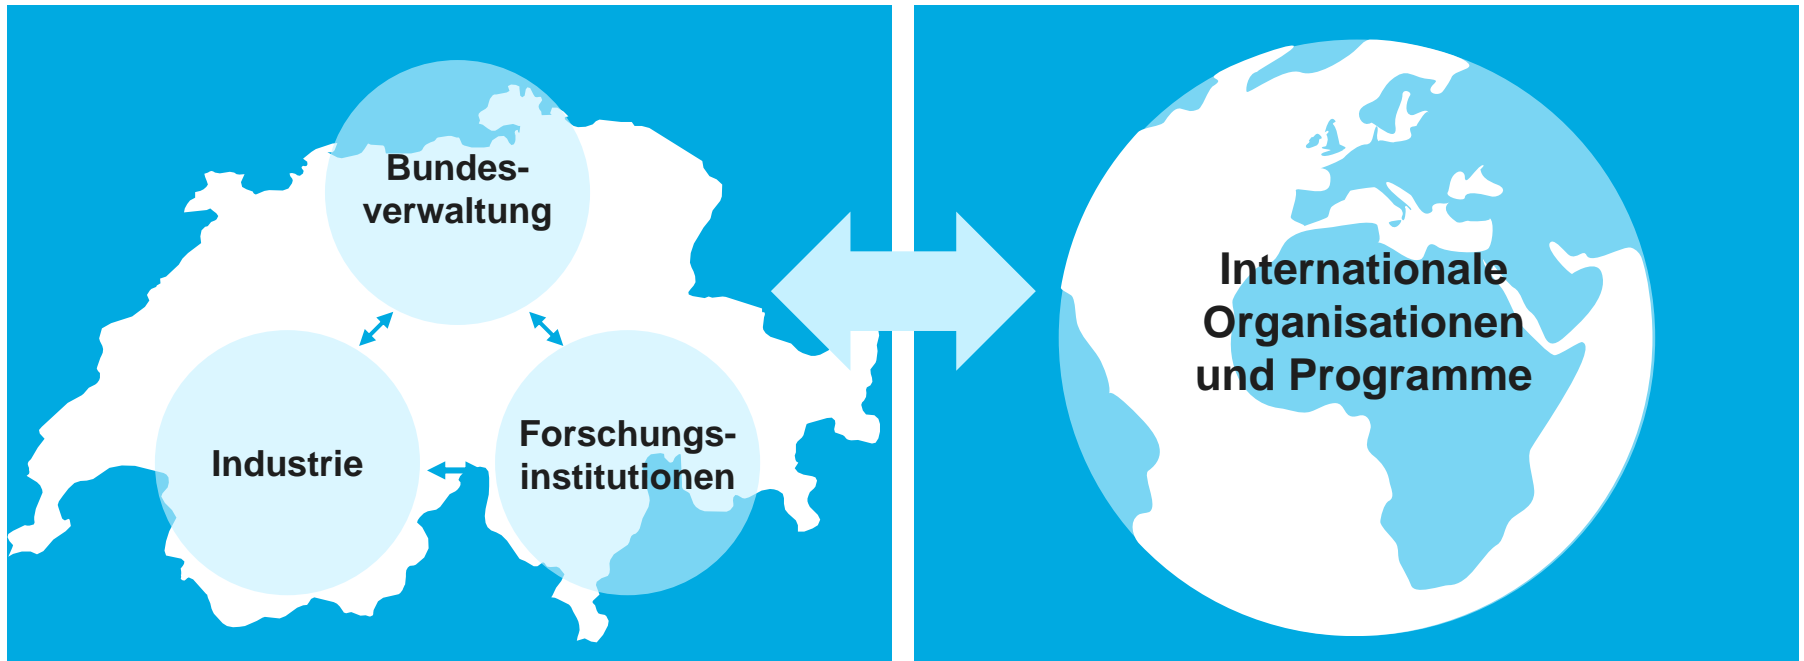 Bundes-
verwaltung
Industrie
Forschungs-
institutionen
Internationale
Organisationen
und Programme